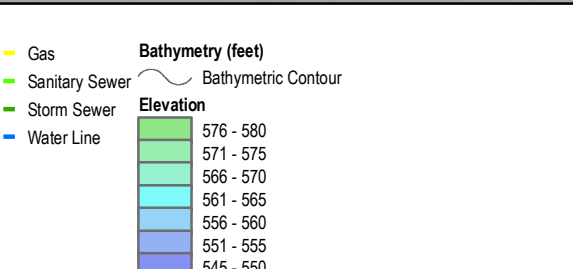 Gas
Sanitary Sewer
Storm Sewer
Water Line
Bathymetry (feet)
Bathymetric Contour
Elevation
576 - 580
571 - 575
566 - 570
561 - 565
556 - 560
551 - 555
545 - 550